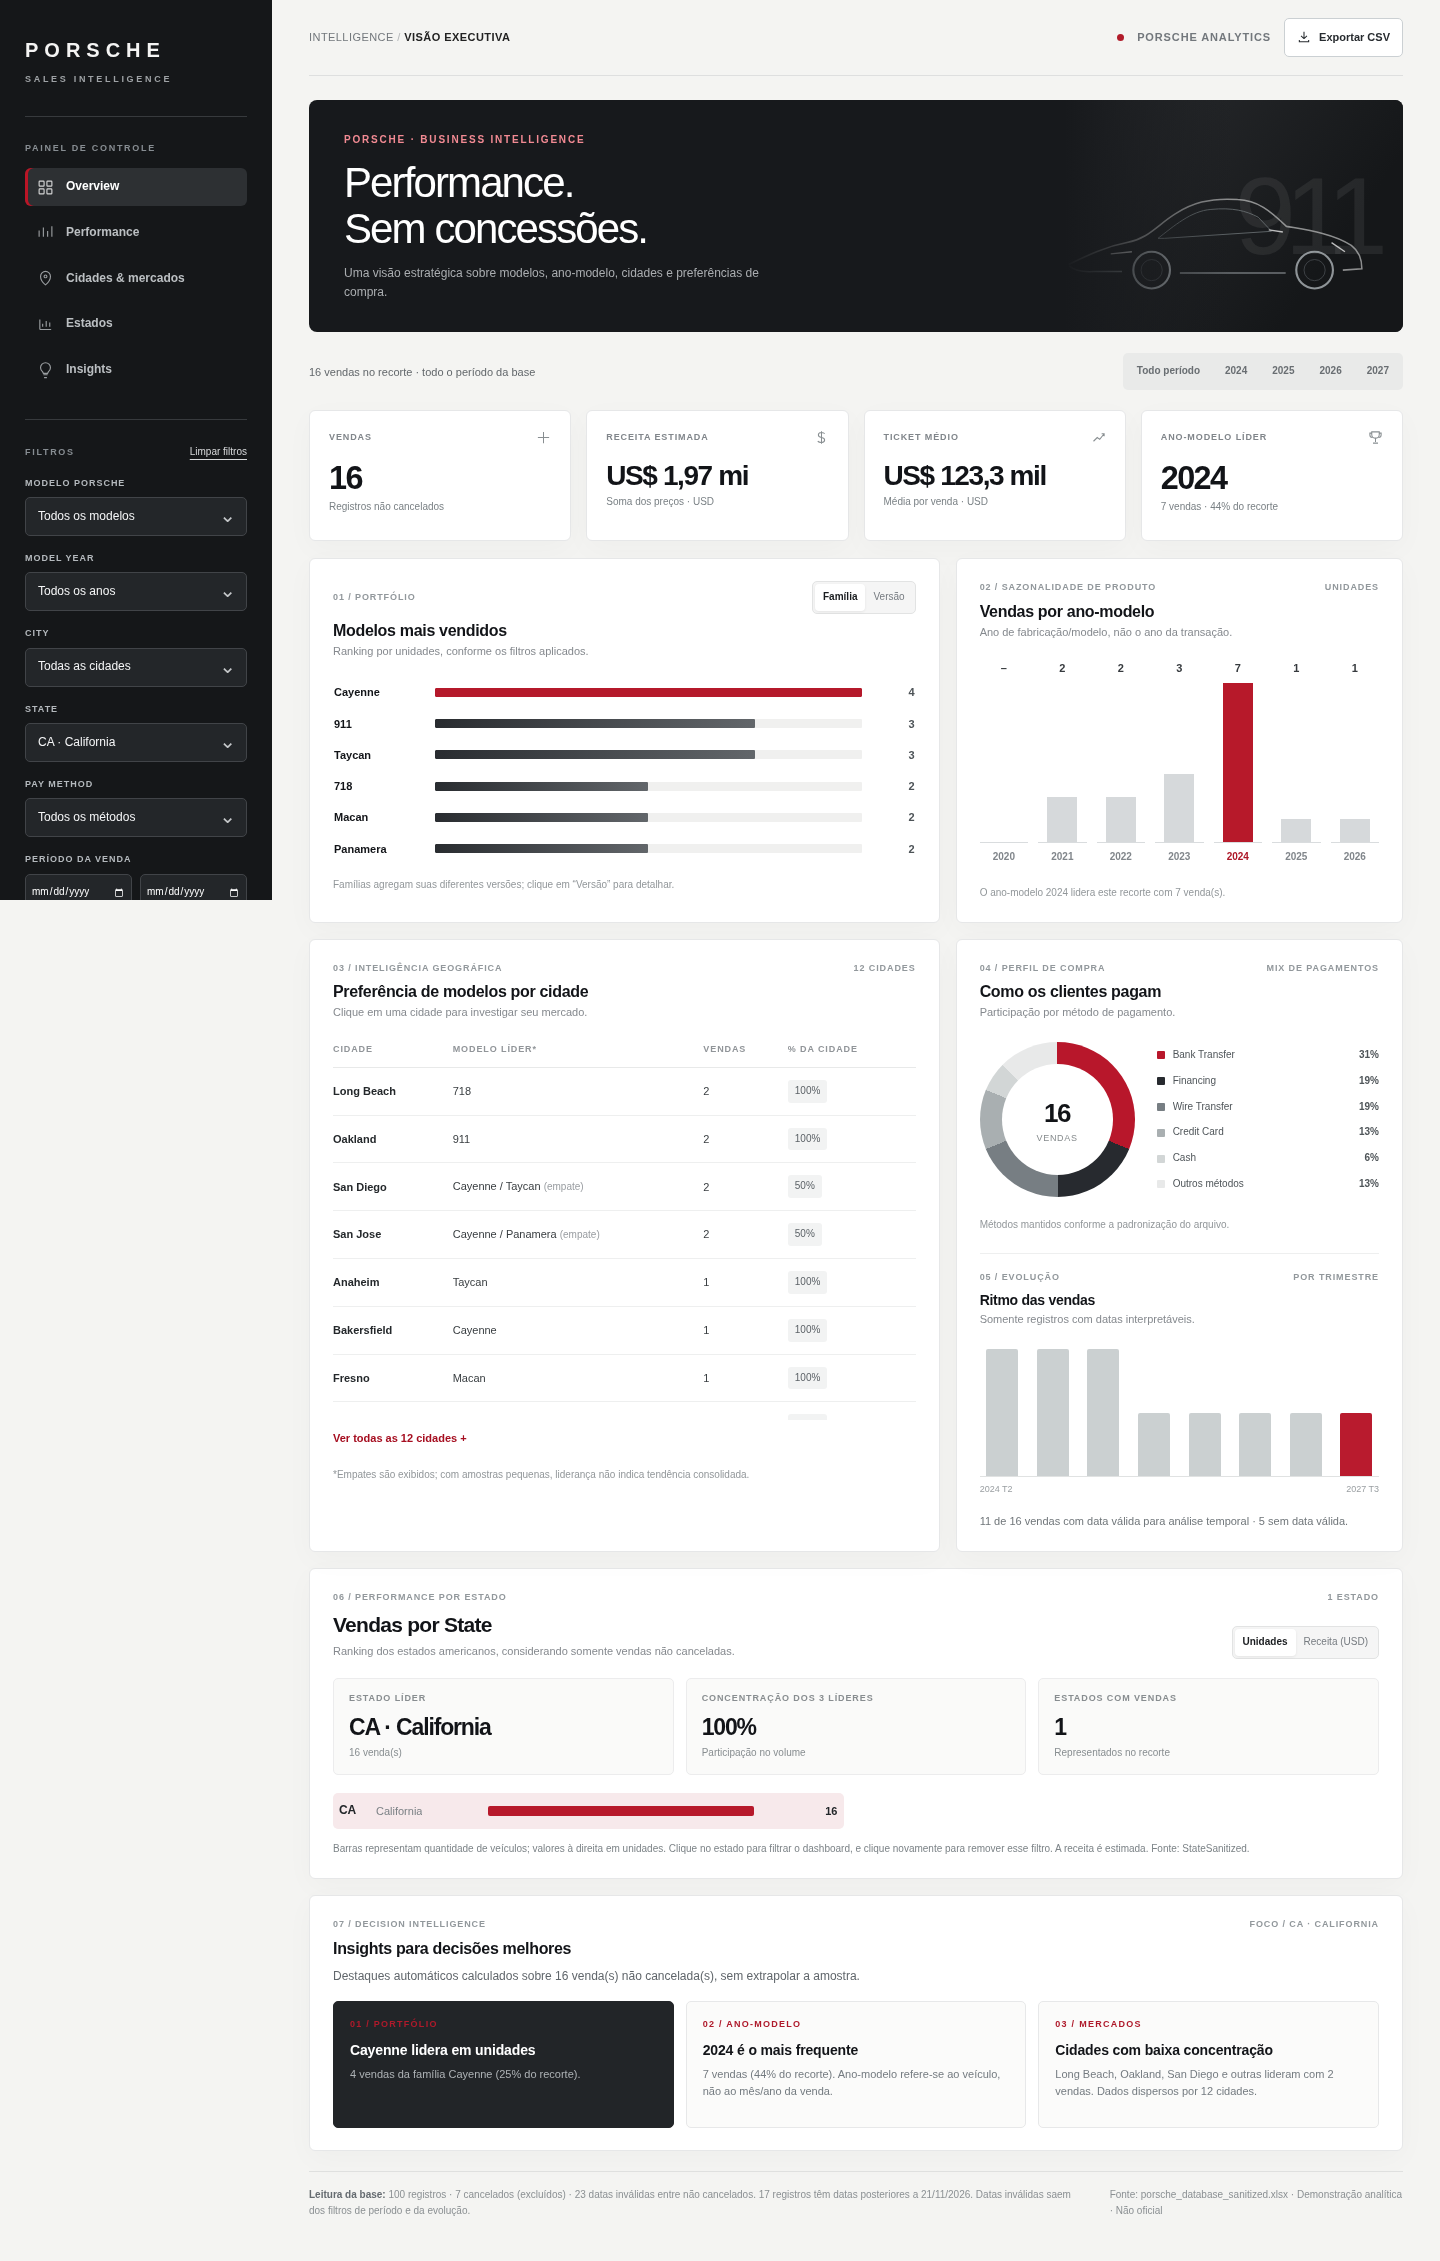 PORSCHE
SALES INTELLIGENCE
PAINEL DE CONTROLE
Overview
Performance
Cidades & mercados
Estados
Insights
FILTROS
Limpar filtros
MODELO PORSCHE
Todos os modelos
MODEL YEAR
Todos os anos
CITY
Todas as cidades
STATE
CA · California
PAY METHOD
Todos os métodos
PERÍODO DA VENDA
mm/dd/yyyy mm/dd/yyyy
INTELLIGENCE / VISÃO EXECUTIVA
PORSCHE ANALYTICS
Exportar CSV
PORSCHE · BUSINESS INTELLIGENCE
Performance.
Sem concessões.
Uma visão estratégica sobre modelos, ano-modelo, cidades e preferências de
compra.
911
16 vendas no recorte · todo o período da base
Todo período 2024 2025 2026 2027
VENDAS
16
Registros não cancelados
RECEITA ESTIMADA
US$ 1,97 mi
Soma dos preços · USD
TICKET MÉDIO
US$ 123,3 mil
Média por venda · USD
ANO-MODELO LÍDER
2024
7 vendas · 44% do recorte
01 / PORTFÓLIO
Família Versão
Modelos mais vendidos
Ranking por unidades, conforme os filtros aplicados.
Cayenne 4
911 3
Taycan 3
718 2
Macan 2
Panamera 2
Famílias agregam suas diferentes versões; clique em “Versão” para detalhar.
02 / SAZONALIDADE DE PRODUTO UNIDADES
Vendas por ano-modelo
Ano de fabricação/modelo, não o ano da transação.
– 2 2 3 7 1 1
2020 2021 2022 2023 2024 2025 2026
O ano-modelo 2024 lidera este recorte com 7 venda(s).
03 / INTELIGÊNCIA GEOGRÁFICA 12 CIDADES
Preferência de modelos por cidade
Clique em uma cidade para investigar seu mercado.
CIDADE MODELO LÍDER* VENDAS % DA CIDADE
Long Beach 718 2 100%
Oakland 911 2 100%
San Diego Cayenne / Taycan (empate) 2 50%
San Jose Cayenne / Panamera (empate) 2 50%
Anaheim Taycan 1 100%
Bakersfield Cayenne 1 100%
Fresno Macan 1 100%
Ver todas as 12 cidades +
*Empates são exibidos; com amostras pequenas, liderança não indica tendência consolidada.
04 / PERFIL DE COMPRA MIX DE PAGAMENTOS
Como os clientes pagam
Participação por método de pagamento.
16
VENDAS
Bank Transfer 31%
Financing 19%
Wire Transfer 19%
Credit Card 13%
Cash 6%
Outros métodos 13%
Métodos mantidos conforme a padronização do arquivo.
05 / EVOLUÇÃO POR TRIMESTRE
Ritmo das vendas
Somente registros com datas interpretáveis.
2024 T2 2027 T3
11 de 16 vendas com data válida para análise temporal · 5 sem data válida.
06 / PERFORMANCE POR ESTADO 1 ESTADO
Vendas por State
Ranking dos estados americanos, considerando somente vendas não canceladas.
Unidades Receita (USD)
ESTADO LÍDER
CA · California
16 venda(s)
CONCENTRAÇÃO DOS 3 LÍDERES
100%
Participação no volume
ESTADOS COM VENDAS
1
Representados no recorte
CA California 16
Barras representam quantidade de veículos; valores à direita em unidades. Clique no estado para filtrar o dashboard, e clique novamente para remover esse filtro. A receita é estimada. Fonte: StateSanitized.
07 / DECISION INTELLIGENCE FOCO / CA · CALIFORNIA
Insights para decisões melhores
Destaques automáticos calculados sobre 16 venda(s) não cancelada(s), sem extrapolar a amostra.
01 / PORTFÓLIO
Cayenne lidera em unidades
4 vendas da família Cayenne (25% do recorte).
02 / ANO-MODELO
2024 é o mais frequente
7 vendas (44% do recorte). Ano-modelo refere-se ao veículo,
não ao mês/ano da venda.
03 / MERCADOS
Cidades com baixa concentração
Long Beach, Oakland, San Diego e outras lideram com 2
vendas. Dados dispersos por 12 cidades.
Leitura da base: 100 registros · 7 cancelados (excluídos) · 23 datas inválidas entre não cancelados. 17 registros têm datas posteriores a 21/11/2026. Datas inválidas saem
dos filtros de período e da evolução.
Fonte: porsche_database_sanitized.xlsx · Demonstração analítica
· Não oficial